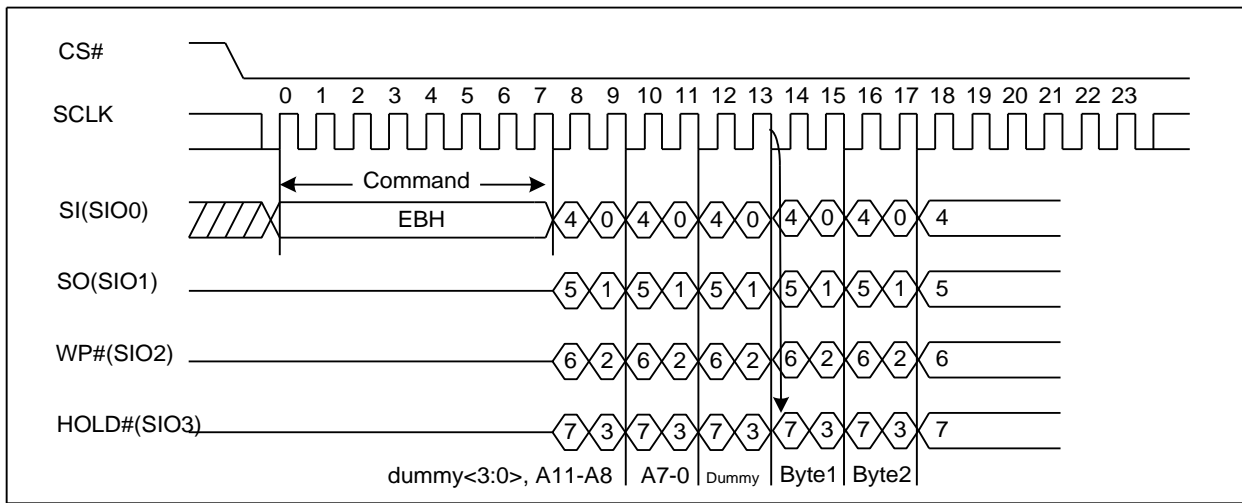 CS#
0 1 2 3 4 5 6 7 8 9 10 11 12 13 14 15 16 17 18 19 20 21 22 23
SCLK
Command
SI(SIO0)
EBH
4 0 4 0 4 0 4 0 4 0 4
SO(SIO1)
5 1 5 1 5 1 5 1 5 1 5
WP#(SIO2)
6 2 6 2 6 2 6 2 6 2 6
HOLD#(SIO3)
7 3 7 3 7 3 7 3 7 3 7
dummy<3:0>, A11-A8 A7-0 Dummy Byte1 Byte2